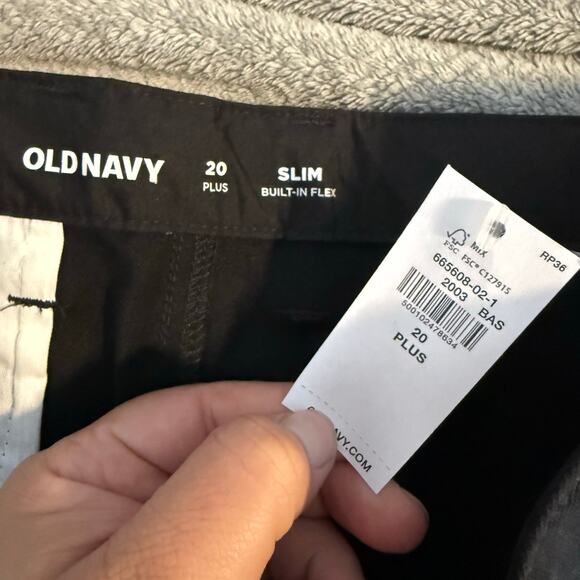 OLD NAVY
20
PLUS
SLIM
BUILT-IN FLEX
MIX
FSC. FSC® C127915
RP36
665608-02-1
2003 BAS
500102478634
20
PLUS
AVY.COM